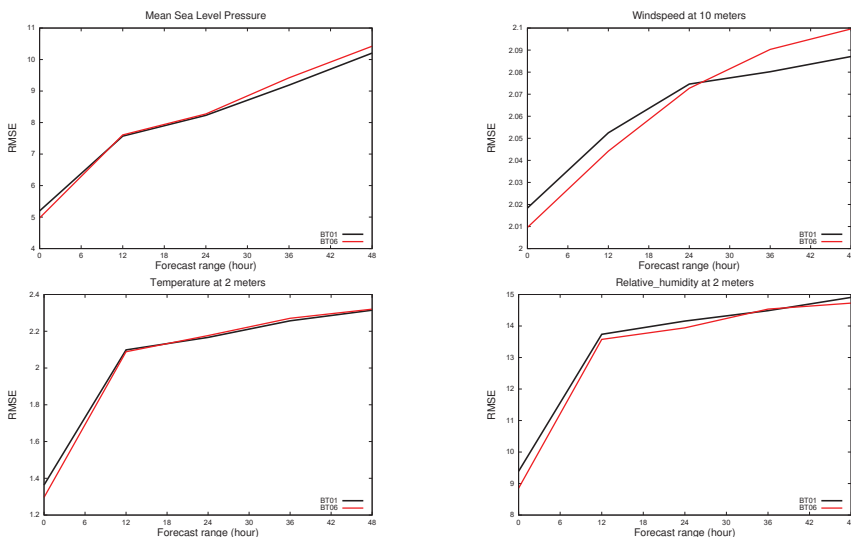 Mean Sea Level Pressure
11
10
9
8
7
6
5
4
RMSE
BT01
BT06
0 6 12 18 24 30 36 42 48
Forecast range (hour)
Windspeed at 10 meters
2.1
2.09
2.08
2.07
2.06
2.05
2.04
2.03
2.02
2.01
2
RMSE
BT01
BT06
0 6 12 18 24 30 36 42 4
Forecast range (hour)
Temperature at 2 meters
2.4
2.2
2
1.8
1.6
1.4
1.2
RMSE
BT01
BT06
0 6 12 18 24 30 36 42 48
Forecast range (hour)
Relative_humidity at 2 meters
15
14
13
12
11
10
9
8
RMSE
BT01
BT06
0 6 12 18 24 30 36 42 4
Forecast range (hour)